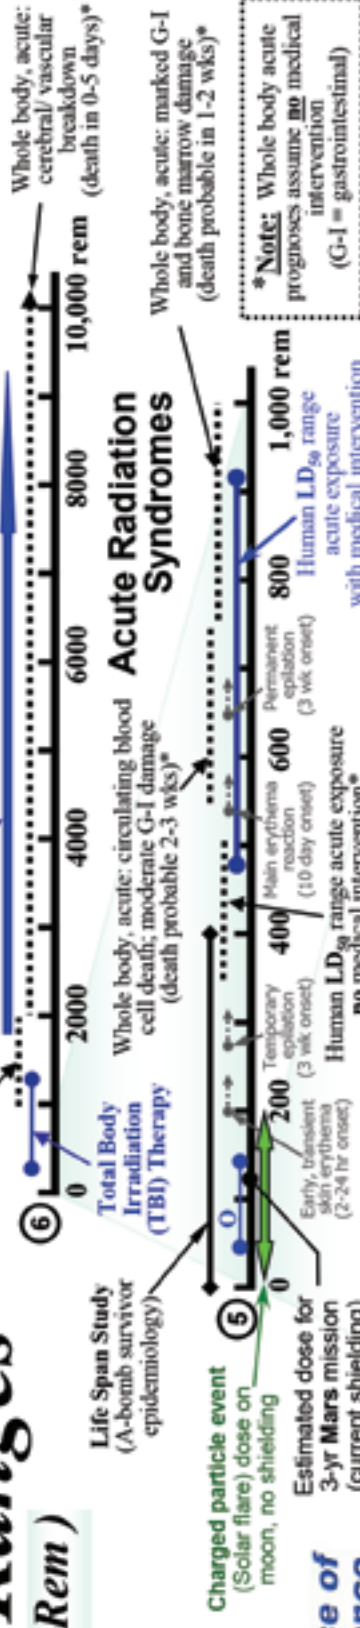 Rem )
Whole body, acute:
cerebral/ vascular
breakdown
(death in 0-5 days)*
6
0
2000
4000
6000
8000
10,000 rem
Total Body
Irradiation
(TBI) Therapy
Acute Radiation
Syndromes
Whole body, acute: circulating blood
cell death; moderate G-I damage
(death probable 2-3 wks)*
Whole body, acute: marked G-I
and bone marrow damage
(death probable in 1-2 wks)*
Life Span Study
(A-bomb survivor
epidemiology)
5
O
0
200
400
600
800
1,000 rem
Charged particle event
(Solar flare) dose on
moon, no shielding
Estimated dose for
3-yr Mars mission
(current shielding)
Early, transient
skin erythema
(2-24 hr onset)
Temporary
epilation
(3 wk onset)
Main erythema
reaction
(10 day onset)
Permanent
epilation
(3 wk onset)
Human LD50 range acute exposure
no medical intervention*
Human LD50 range
acute exposure
with medical intervention
*Note: Whole body acute
prognoses assume no medical
intervention
(G-I = gastrointestinal)